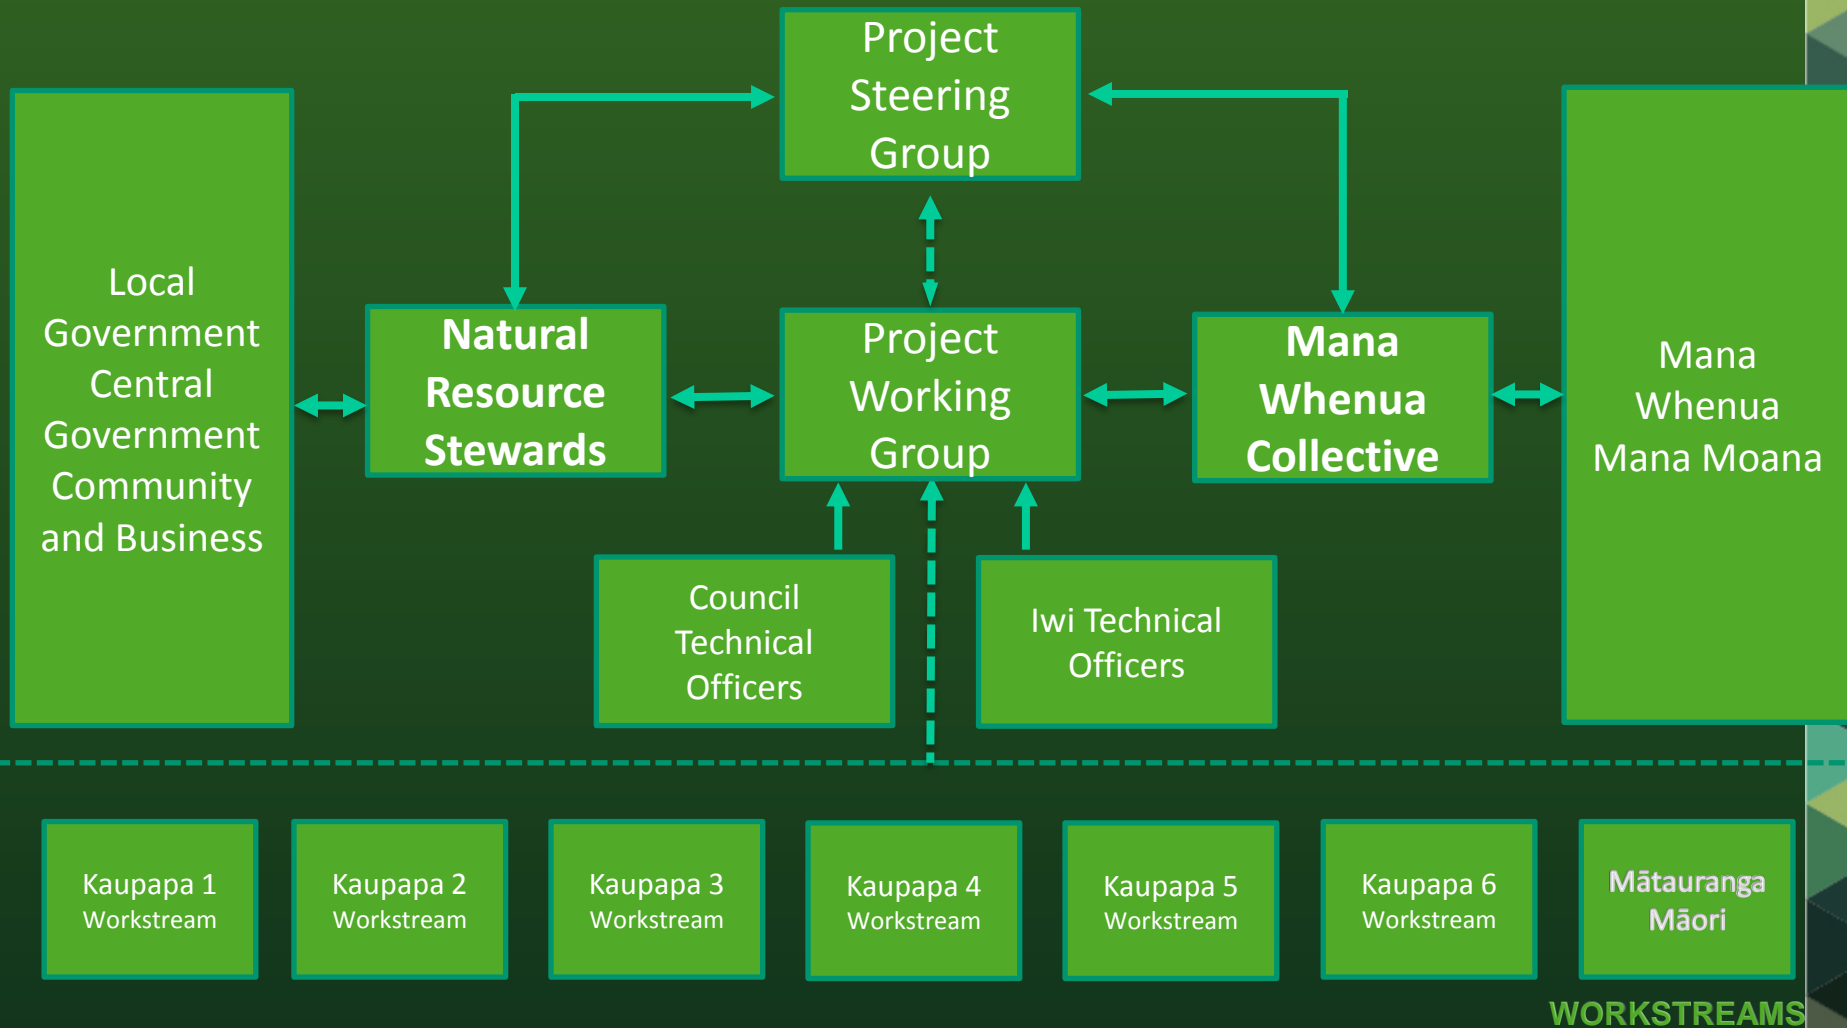 Project
Steering
Group
Local
Government
Central
Government
Community
and Business
Natural
Resource
Stewards
Project
Working
Group
Mana
Whenua
Collective
Mana
Whenua
Mana Moana
Council
Technical
Officers
Iwi Technical
Officers
Kaupapa 1
Workstream
Kaupapa 2
Workstream
Kaupapa 3
Workstream
Kaupapa 4
Workstream
Kaupapa 5
Workstream
Kaupapa 6
Workstream
Mātauranga
Māori
WORKSTREAMS